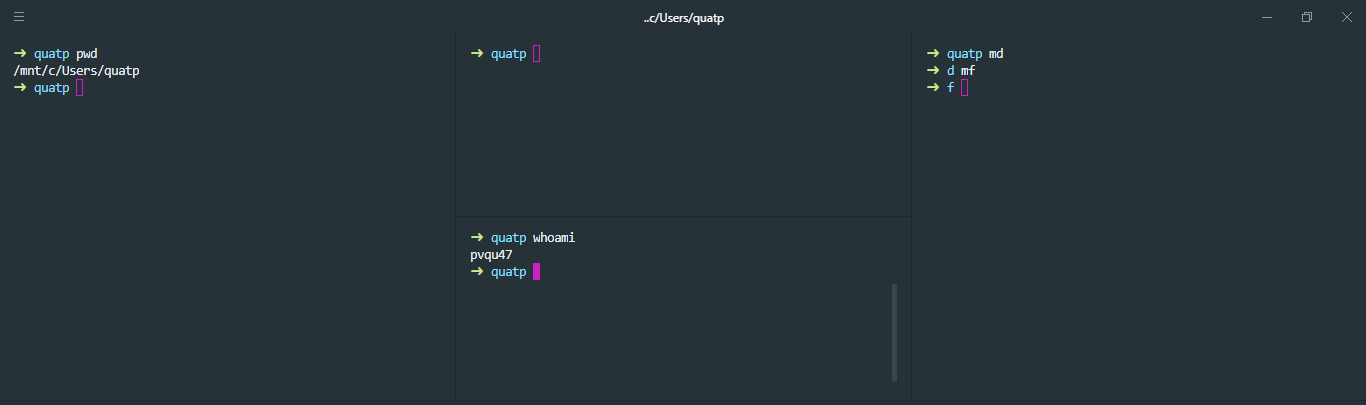 ..c/Users/quatp
➜ quatp pwd
/mnt/c/Users/quatp
➜ quatp
➜ quatp
➜ quatp whoami
pvqu47
➜ quatp
➜ quatp md
➜ d mf
➜ f